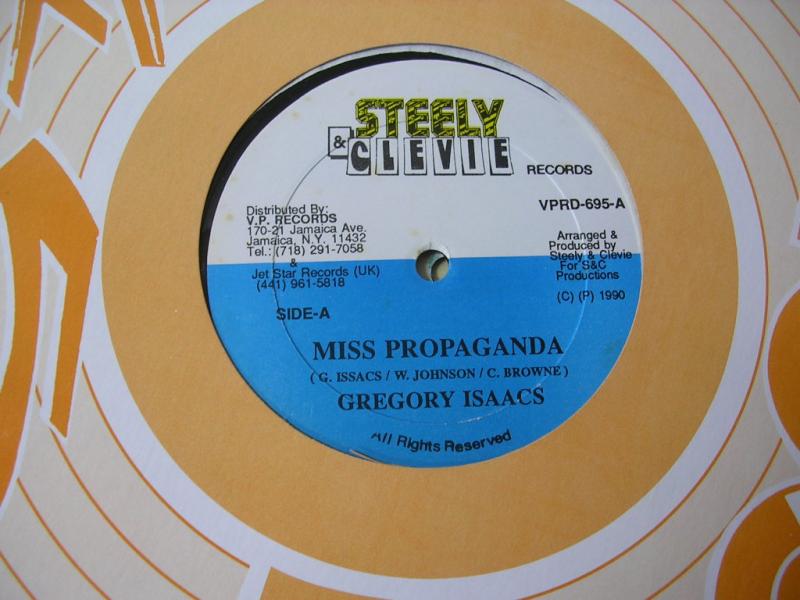 STEELY
& CLEVIE
RECORDS
VPRD-695-A
Distributed By:
V.P. RECORDS
170-21 Jamaica Ave.
Jamaica, N.Y. 11432
Tel.: (718) 291-7058
&
Jet Star Records (UK)
(441) 961-5818
Arranged &
Produced by
Steely & Clevie
For S&C
Productions
(C) (P) 1990
SIDE-A
MISS PROPAGANDA
( G. ISSACS / W. JOHNSON / C. BROWNE )
GREGORY ISAACS
All Rights Reserved